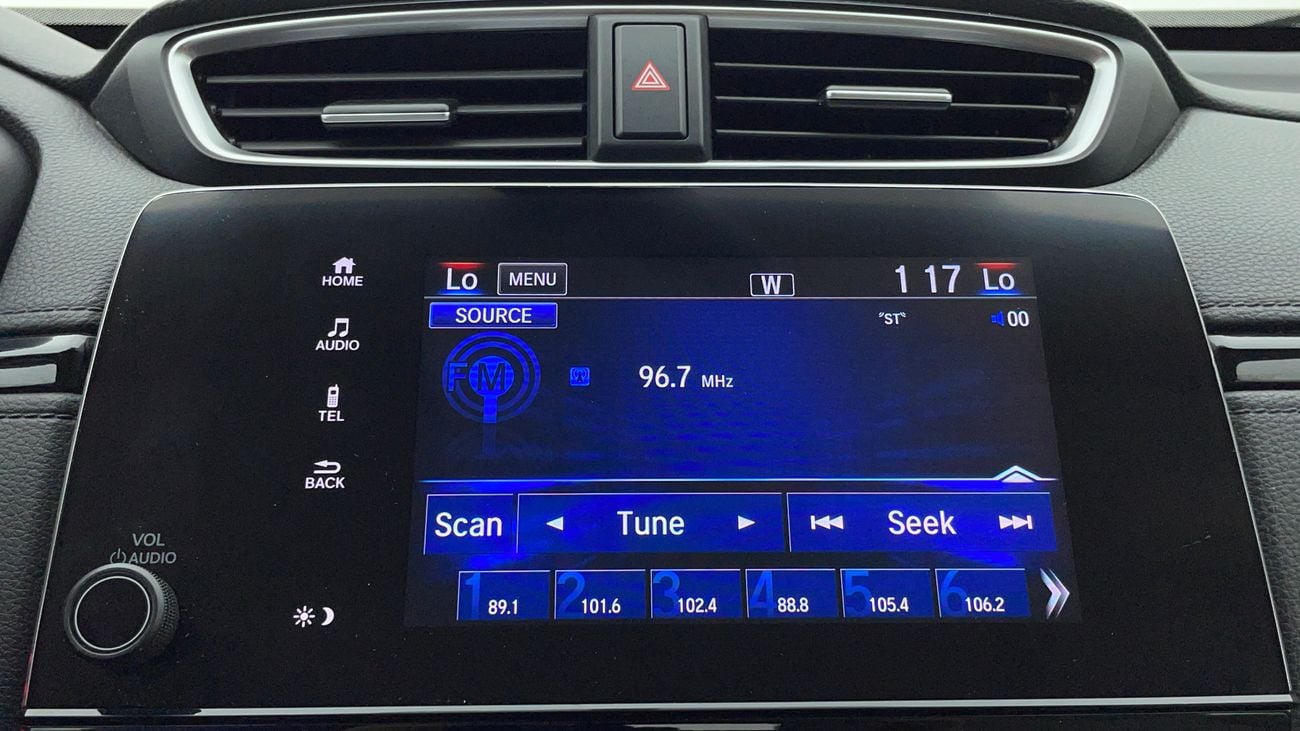 Lo MENU W 1 17 Lo
HOME
SOURCE "ST" 00
AUDIO
FM 96.7 MHz
TEL
BACK
Scan Tune Seek
VOL
AUDIO
1 89.1 2 101.6 3 102.4 4 88.8 5 105.4 6 106.2